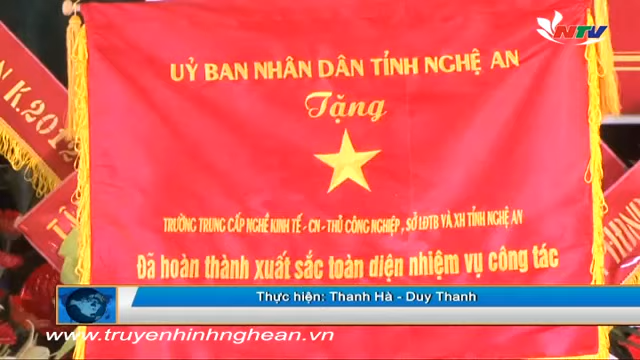 NTV
ỦY BAN NHÂN DÂN TỈNH NGHỆ AN
Tặng
TRƯỜNG TRUNG CẤP NGHỀ KINH TẾ - CN - THỦ CÔNG NGHIỆP, SỞ LĐTB VÀ XH TỈNH NGHỆ AN
Đã hoàn thành xuất sắc toàn diện nhiệm vụ công tác
N K.2012
Thực hiện: Thanh Hà - Duy Thanh
www.truyenhinhnghean.vn